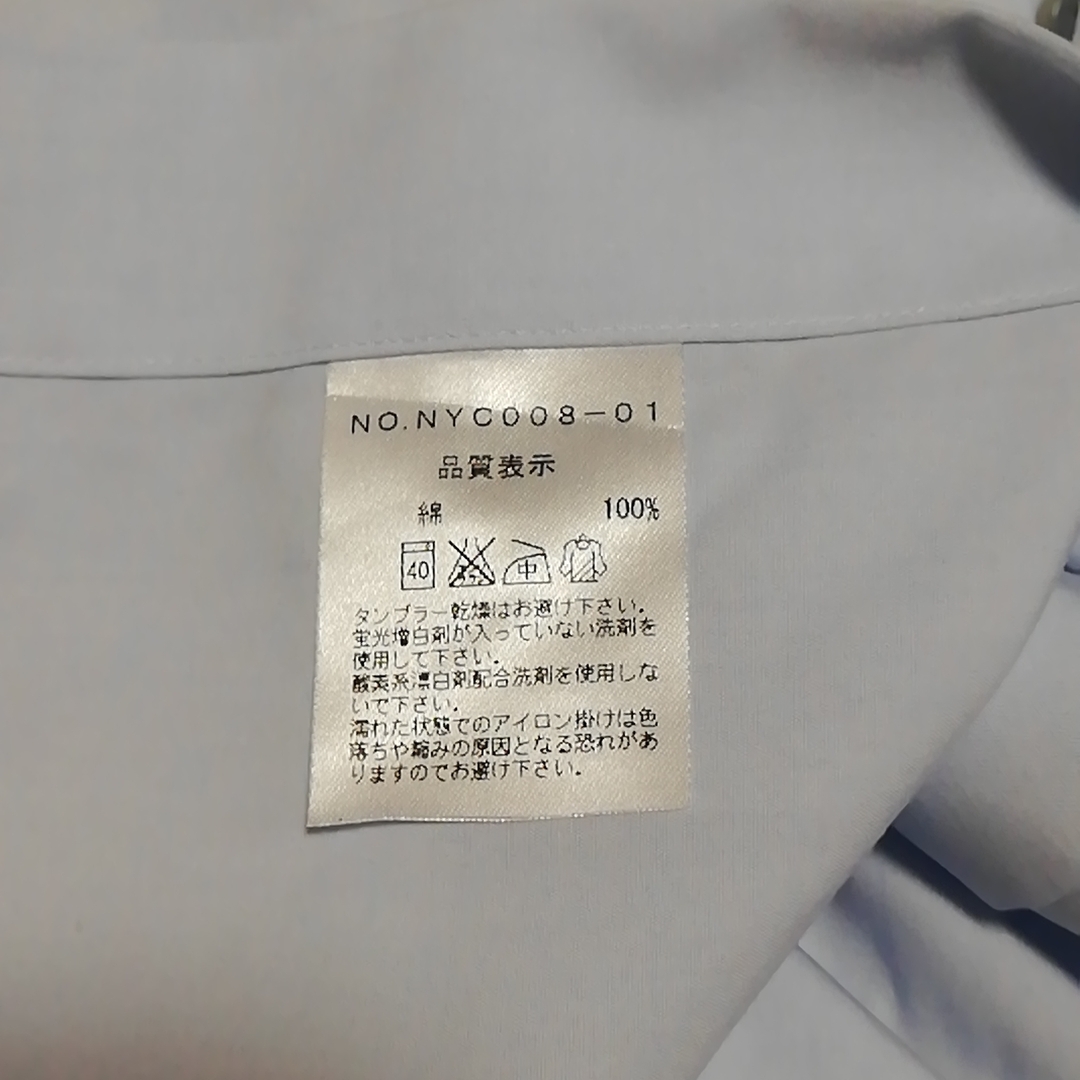 NO.NYC008-01
品質表示
綿 100%
40 中
タンブラー乾燥はお避け下さい。
蛍光増白剤が入っていない洗剤を
使用して下さい。
酸素系漂白剤配合洗剤を使用しな
いで下さい。
濡れた状態でのアイロン掛けは色
落ちや縮みの原因となる恐れがあ
りますのでお避け下さい。